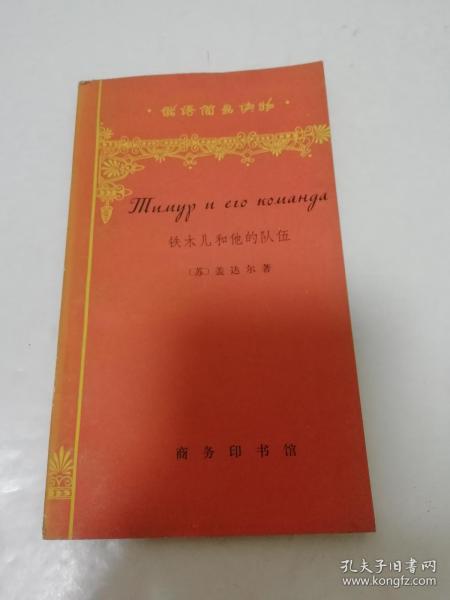 ·俄语简易读物·
Тимур и его команда
铁木儿和他的队伍
〔苏〕盖达尔著
商务印书馆
孔夫子旧书网
www.kongfz.com